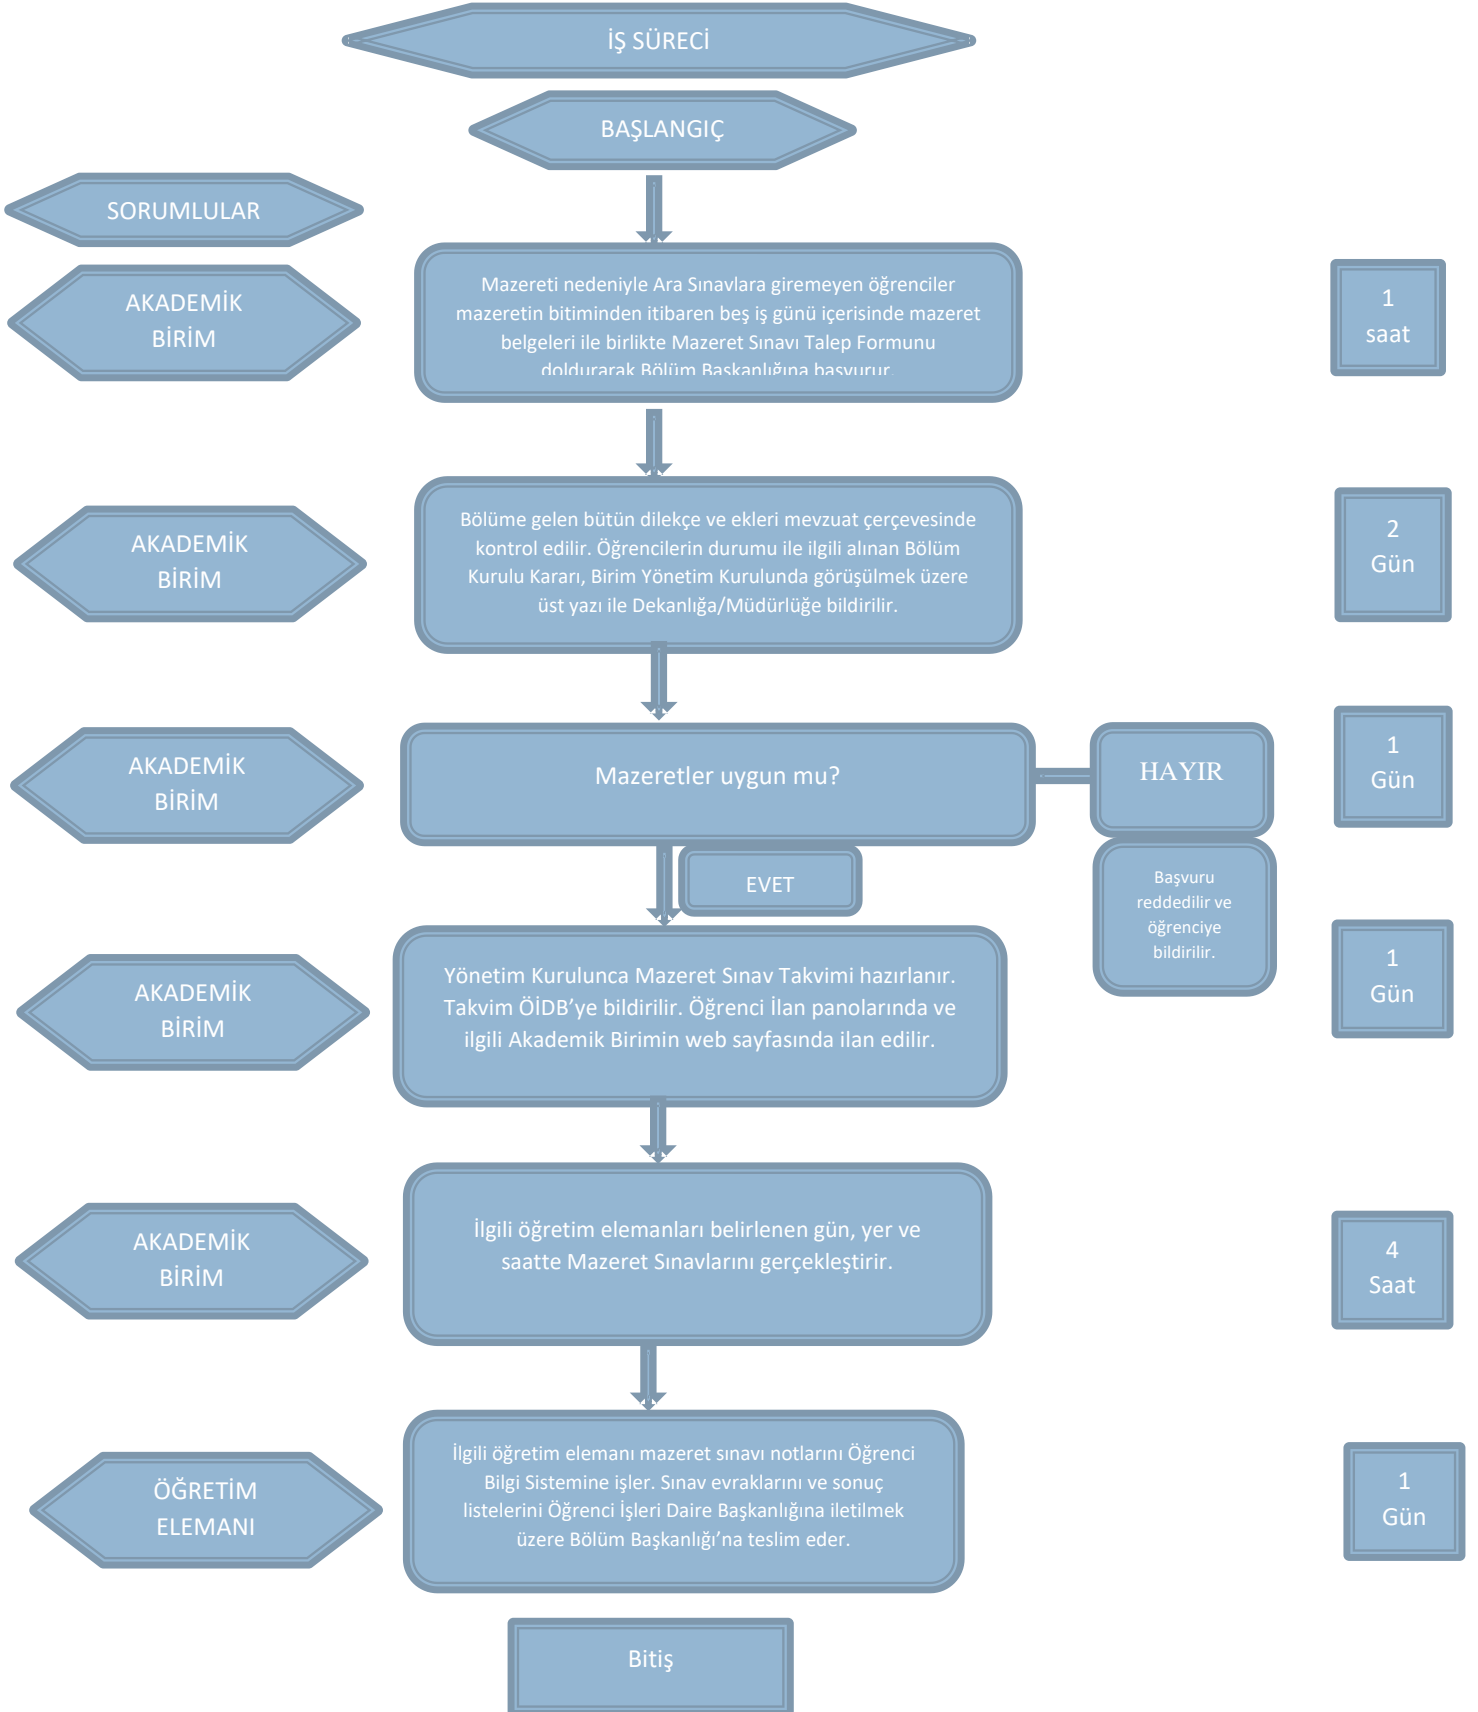 İŞ SÜRECİ
BAŞLANGIÇ
SORUMLULAR
AKADEMİK
BİRİM
Mazereti nedeniyle Ara Sınavlara giremeyen öğrenciler
mazeretin bitiminden itibaren beş iş günü içerisinde mazeret
belgeleri ile birlikte Mazeret Sınavı Talep Formunu
doldurarak Bölüm Başkanlığına başvurur.
1
saat
AKADEMİK
BİRİM
Bölüme gelen bütün dilekçe ve ekleri mevzuat çerçevesinde
kontrol edilir. Öğrencilerin durumu ile ilgili alınan Bölüm
Kurulu Kararı, Birim Yönetim Kurulunda görüşülmek üzere
üst yazı ile Dekanlığa/Müdürlüğe bildirilir.
2
Gün
AKADEMİK
BİRİM
Mazeretler uygun mu?
HAYIR
1
Gün
EVET
Başvuru
reddedilir ve
öğrenciye
bildirilir.
AKADEMİK
BİRİM
Yönetim Kurulunca Mazeret Sınav Takvimi hazırlanır.
Takvim ÖİDB’ye bildirilir. Öğrenci İlan panolarında ve
ilgili Akademik Birimin web sayfasında ilan edilir.
1
Gün
AKADEMİK
BİRİM
İlgili öğretim elemanları belirlenen gün, yer ve
saatte Mazeret Sınavlarını gerçekleştirir.
4
Saat
ÖĞRETİM
ELEMANI
İlgili öğretim elemanı mazeret sınavı notlarını Öğrenci
Bilgi Sistemine işler. Sınav evraklarını ve sonuç
listelerini Öğrenci İşleri Daire Başkanlığına iletilmek
üzere Bölüm Başkanlığı’na teslim eder.
1
Gün
Bitiş